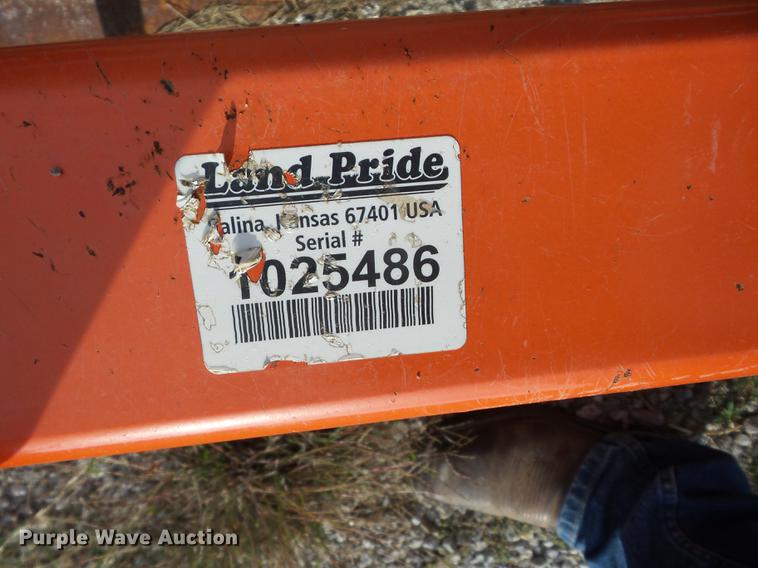 Land Pride
Salina, Kansas 67401 USA
Serial #
1025486
Purple Wave Auction